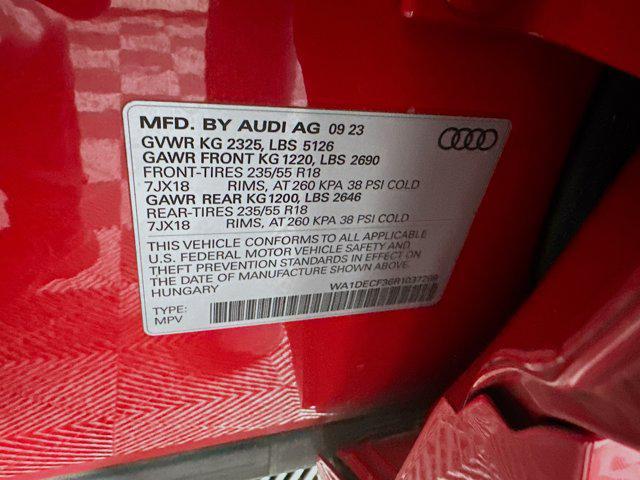 MFD. BY AUDI AG 09 23
GVWR KG 2325, LBS 5126
GAWR FRONT KG 1220, LBS 2690
FRONT-TIRES 235/55 R18
7JX18 RIMS, AT 260 KPA 38 PSI COLD
GAWR REAR KG 1200, LBS 2646
REAR-TIRES 235/55 R18
7JX18 RIMS, AT 260 KPA 38 PSI COLD
THIS VEHICLE CONFORMS TO ALL APPLICABLE
U.S. FEDERAL MOTOR VEHICLE SAFETY AND
THEFT PREVENTION STANDARDS IN EFFECT ON
THE DATE OF MANUFACTURE SHOWN ABOVE.
HUNGARY
TYPE:
MPV